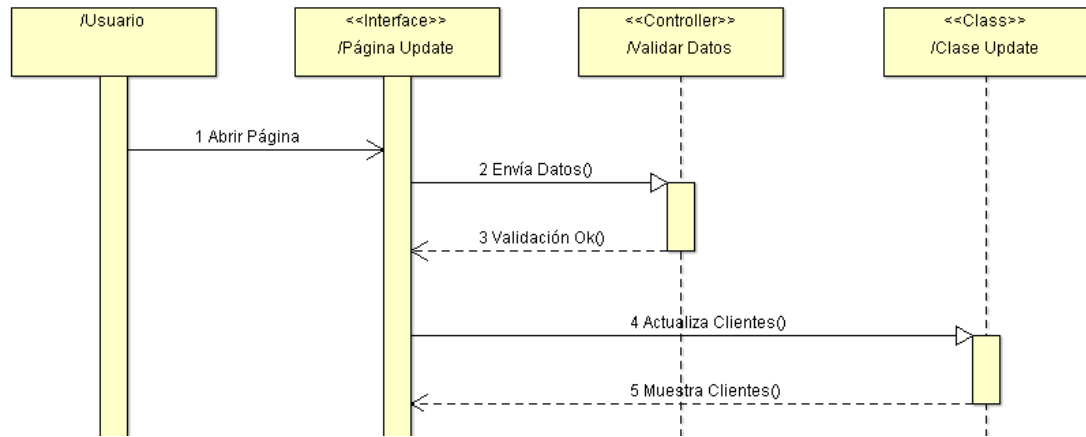 /Usuario
<<Interface>>
/Página Update
<<Controller>>
/Validar Datos
<<Class>>
/Clase Update
1 Abrir Página
2 Envía Datos()
3 Validación Ok()
4 Actualiza Clientes()
5 Muestra Clientes()